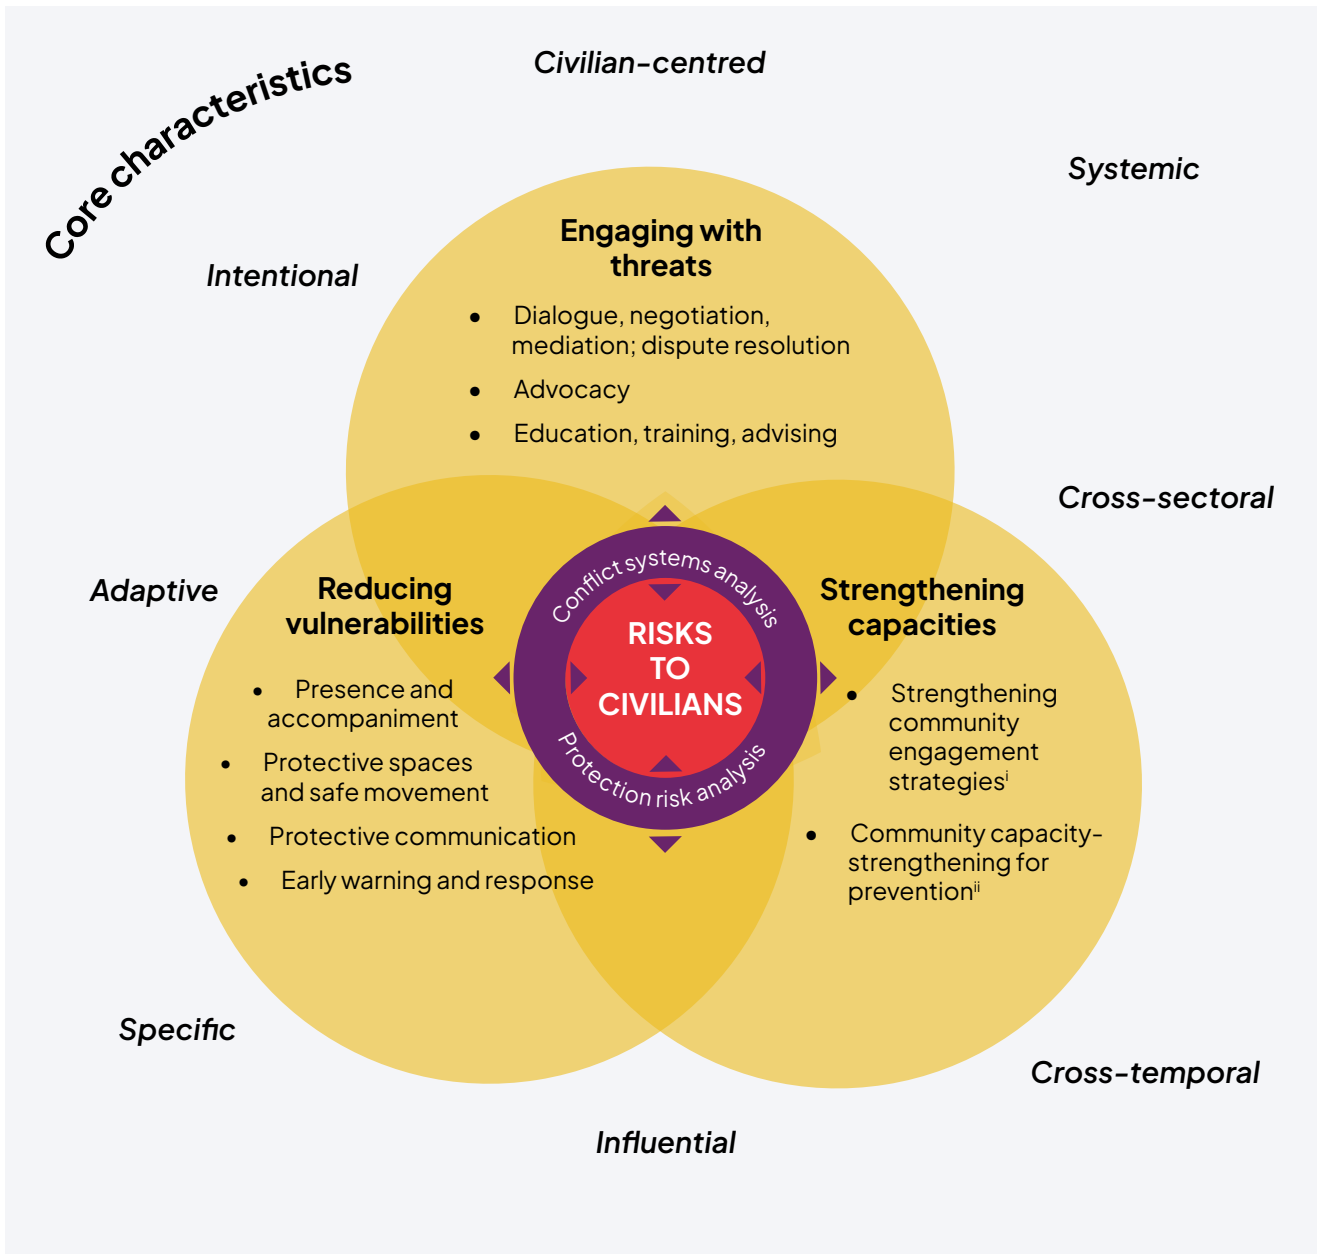 Core characteristics
Civilian-centred
Systemic
Intentional
Engaging with
threats
● Dialogue, negotiation,
mediation; dispute resolution
● Advocacy
● Education, training, advising
Cross-sectoral
Adaptive
Reducing
vulnerabilities
● Presence and
accompaniment
● Protective spaces
and safe movement
● Protective communication
● Early warning and response
Conflict systems analysis
RISKS
TO
CIVILIANS
Protection risk analysis
Strengthening
capacities
● Strengthening
community
engagement
strategiesⁱ
● Community capacity-
strengthening for
preventionⁱⁱ
Specific
Cross-temporal
Influential